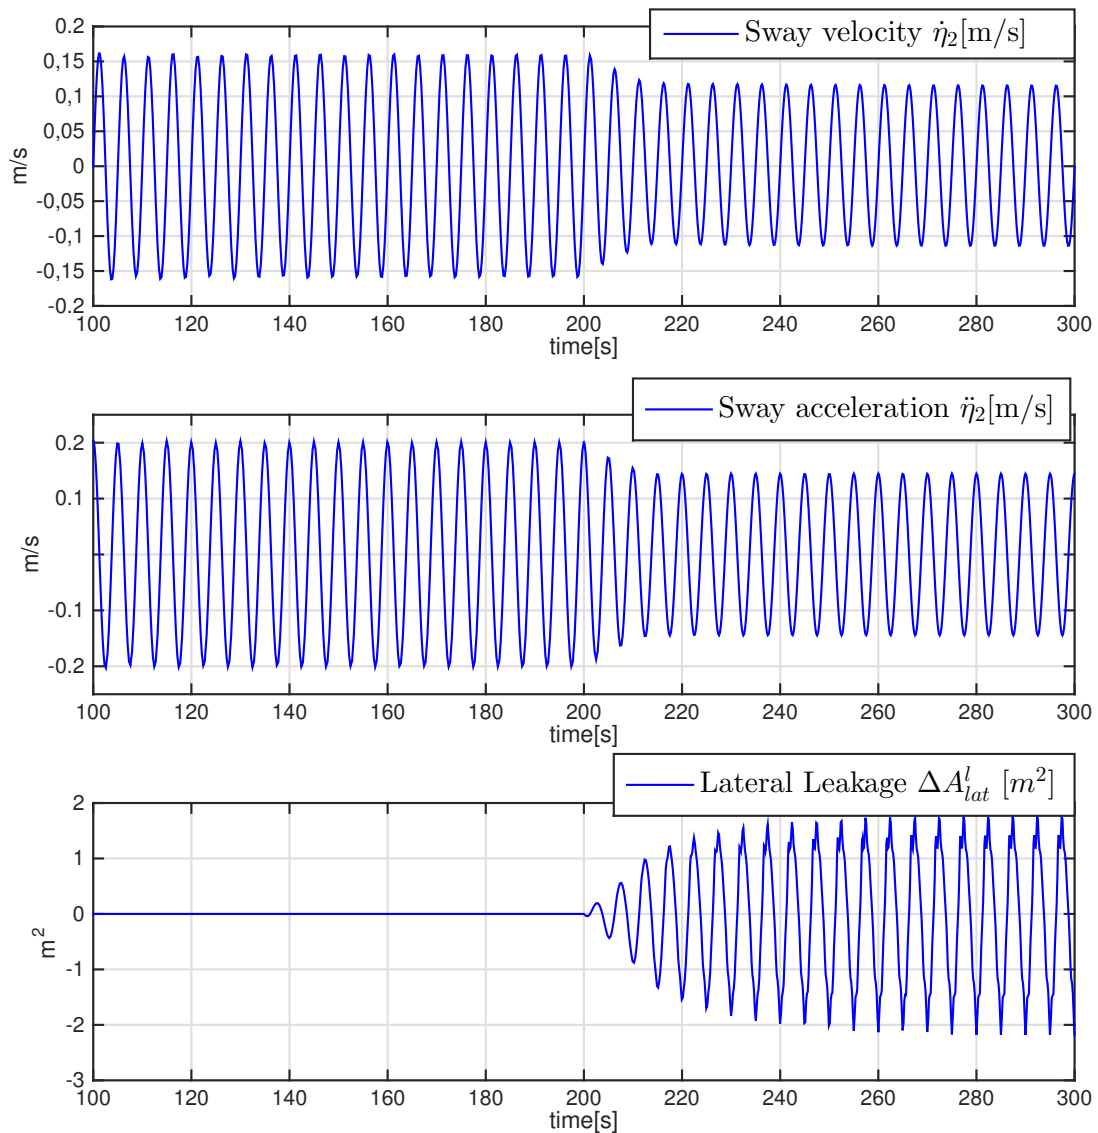 Sway velocity η̇₂[m/s]
0.2
0,15
0,1
0,05
0
-0,05
-0,1
-0,15
-0.2
m/s
100 120 140 160 180 200 220 240 260 280 300
time[s]
Sway acceleration η̈₂[m/s]
0.2
0.1
-0.1
-0.2
m/s
100 120 140 160 180 200 220 240 260 280 300
time[s]
Lateral Leakage ΔAˡₗₐₜ [m²]
2
1
0
-1
-2
-3
m²
100 120 140 160 180 200 220 240 260 280 300
time[s]